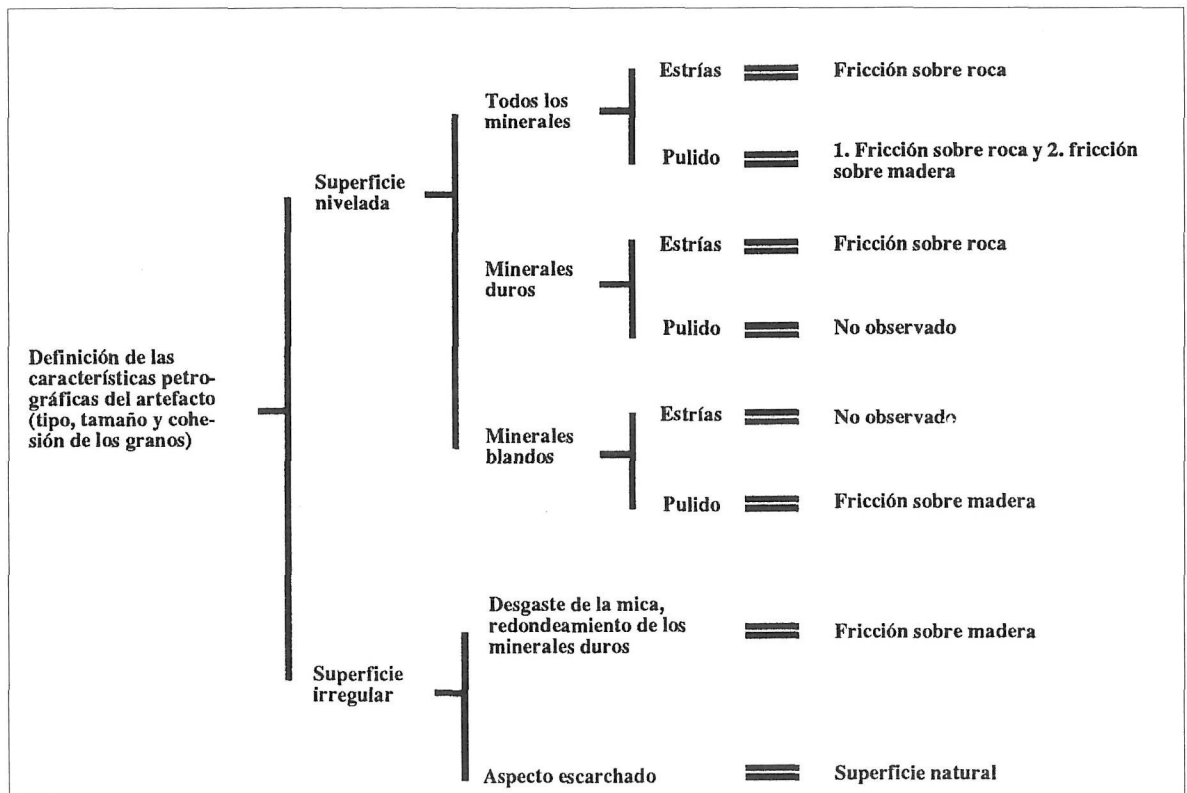 Estrías
Fricción sobre roca
Todos los
minerales
Pulido
1. Fricción sobre roca y 2. fricción
sobre madera
Superficie
nivelada
Estrías
Fricción sobre roca
Minerales
duros
Pulido
No observado
Definición de las
características petro-
gráficas del artefacto
(tipo, tamaño y cohe-
sión de los granos)
Estrías
No observado
Minerales
blandos
Pulido
Fricción sobre madera
Desgaste de la mica,
redondeamiento de los
minerales duros
Fricción sobre madera
Superficie
irregular
Aspecto escarchado
Superficie natural